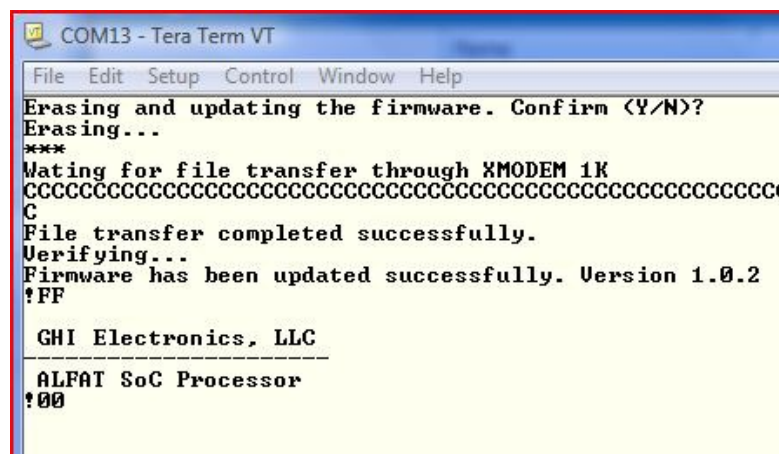 COM13 - Tera Term VT
File Edit Setup Control Window Help
Erasing and updating the firmware. Confirm (Y/N)?
Erasing...
***
Wating for file transfer through XMODEM 1K
CCCCCCCCCCCCCCCCCCCCCCCCCCCCCCCCCCCCCCCCCCCCCCCCCCCCCC
C
File transfer completed successfully.
Verifying...
Firmware has been updated successfully. Version 1.0.2
!FF
GHI Electronics, LLC
----------------------
ALFAT SoC Processor
!00